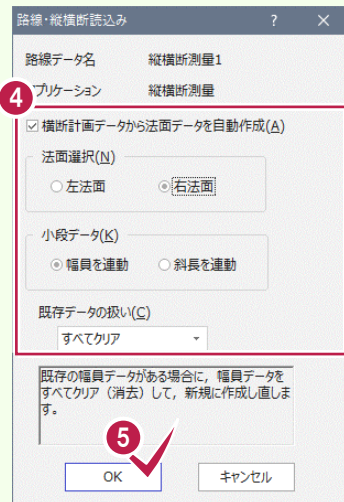 路線・縦横断読込み ? ×
路線データ名 縦横断測量1
プリケーション 縦横断測量
4
横断計画データから法面データを自動作成(A)
法面選択(N)
左法面 右法面
小段データ(K)
幅員を連動 斜長を連動
既存データの扱い(C)
すべてクリア
既存の幅員データがある場合に，幅員データを
すべてクリア（消去）して，新規に作成し直しま
す。
5
OK キャンセル